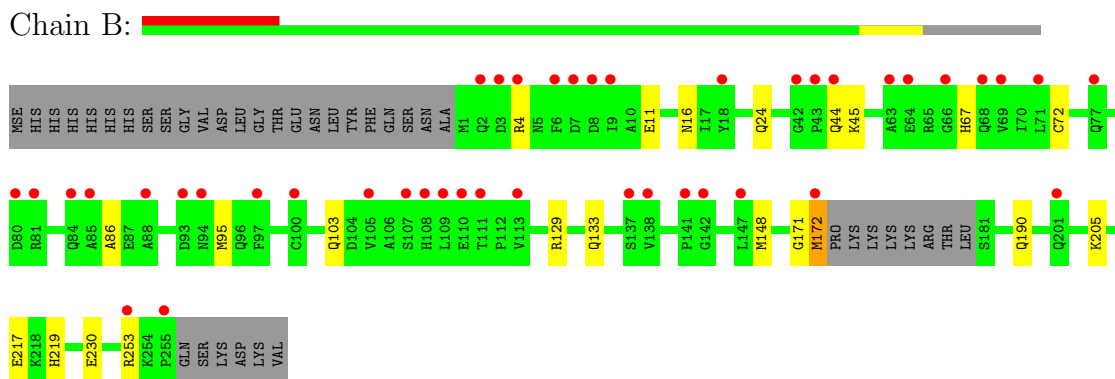 Chain B:
MSE HIS HIS HIS HIS HIS HIS SER SER GLY VAL ASP LEU GLY THR GLU ASN LEU TYR PHE GLN SER ASN ALA M1 Q2 D3 R4 N5 F6 D7 D8 I9 A10 E11 N16 I17 Y18 Q24 G42 P43 Q44 K45 A63 E64 R65 G66 H67 Q68 V69 I70 L71 C72 Q77
D80 R81 Q84 A85 A86 E87 A88 D93 N94 M95 Q96 F97 C100 Q103 D104 V105 A106 S107 H108 L109 E110 T111 P112 V113 R129 Q133 S137 V138 P141 G142 L147 M148 G171 M172 PRO LYS LYS LYS LYS ARG THR LEU S181 Q190 Q201 K205
E217 K218 H219 E230 R253 K254 P255 GLN SER LYS ASP LYS VAL